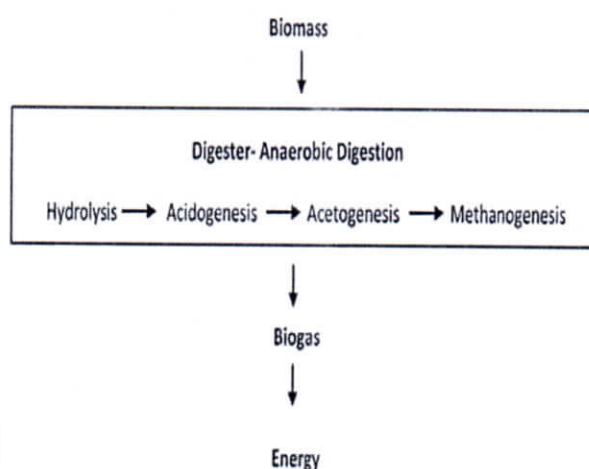 Biomass
Digester- Anaerobic Digestion
Hydrolysis → Acidogenesis → Acetogenesis → Methanogenesis
Biogas
Energy